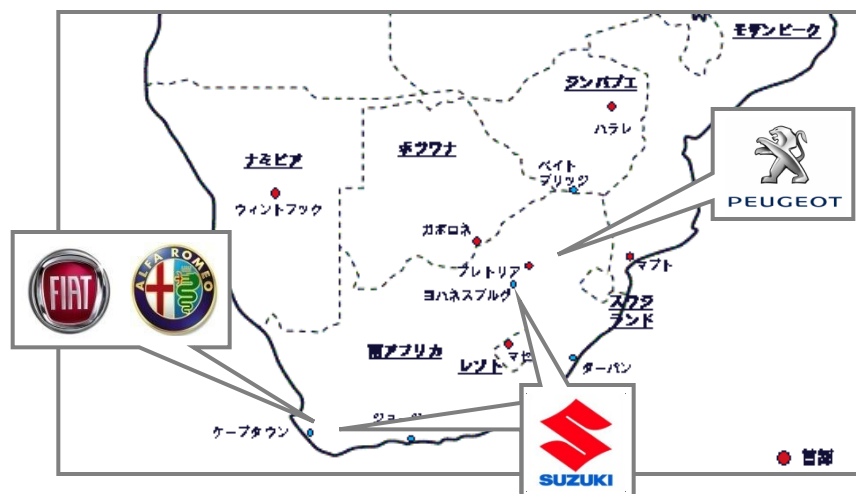 モザンビーク
ジンバブエ
ハラレ
ボツワナ
ナミビア
ベイト
ブリッジ
PEUGEOT
ウィントフック
ガボロネ
プレトリア
マプト
FIAT
ALFA ROMEO
ヨハネスブルグ
スワジ
ランド
南アフリカ
レソト
マセ
ダーバン
ケープタウン
SUZUKI
首都